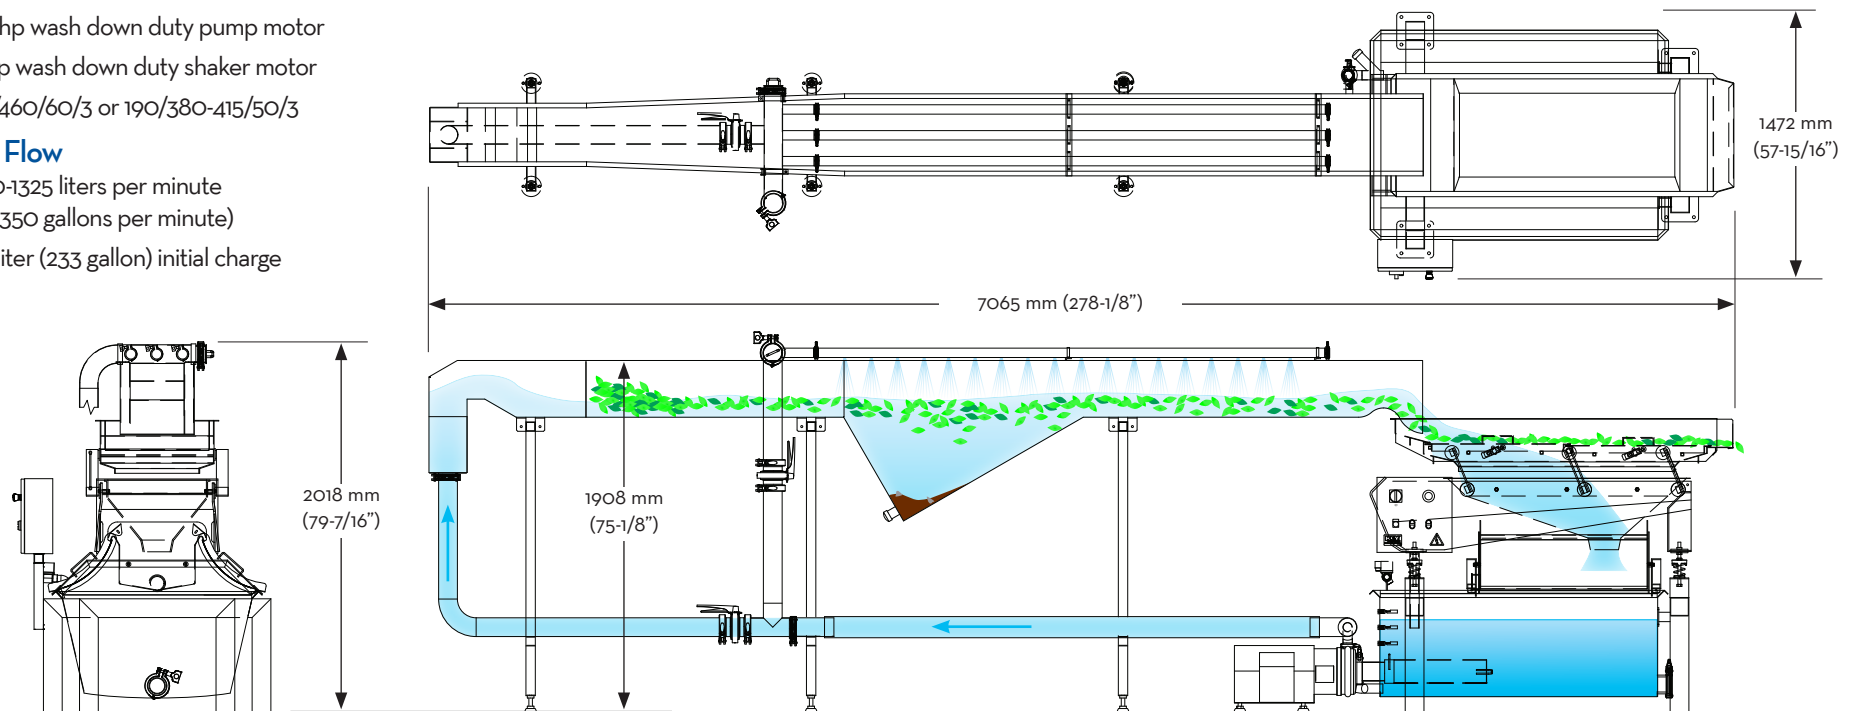 hp wash down duty pump motor
p wash down duty shaker motor
/460/60/3 or 190/380-415/50/3
Flow
0-1325 liters per minute
350 gallons per minute)
iter (233 gallon) initial charge
1472 mm
(57-15/16”)
7065 mm (278-1/8”)
2018 mm
(79-7/16”)
1908 mm
(75-1/8”)